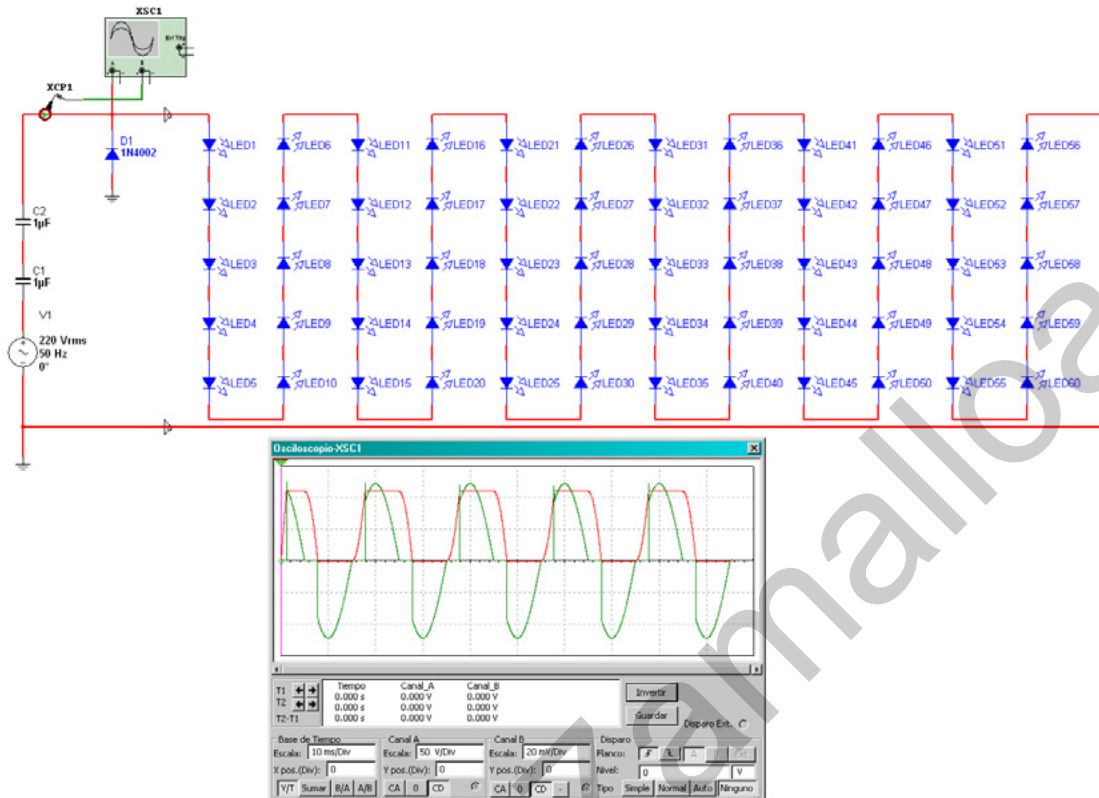 XSC1
Ext Trig
A
B
XCP1
D1
1N4002
C2
1µF
C1
1µF
V1
220 Vrms
50 Hz
0°
LED1 LED6 LED11 LED16 LED21 LED26 LED31 LED36 LED41 LED46 LED51 LED56
LED2 LED7 LED12 LED17 LED22 LED27 LED32 LED37 LED42 LED47 LED52 LED57
LED3 LED8 LED13 LED18 LED23 LED28 LED33 LED38 LED43 LED48 LED53 LED58
LED4 LED9 LED14 LED19 LED24 LED29 LED34 LED39 LED44 LED49 LED54 LED59
LED5 LED10 LED15 LED20 LED25 LED30 LED35 LED40 LED45 LED50 LED55 LED60
Osciloscopio-XSC1
Tiempo Canal_A Canal_B
T1 0.000 s 0.000 V 0.000 V
T2 0.000 s 0.000 V 0.000 V
T2-T1 0.000 s 0.000 V 0.000 V
Invertir
Guardar
Disparo Ext.
Base de Tiempo Canal A Canal B Disparo
Escala: 10 ms/Div Escala: 50 V/Div Escala: 20 mV/Div Flanco: A B Ext
X pos.(Div): 0 Y pos.(Div): 0 Y pos.(Div): 0 Nivel: 0 V
Y/T Sumar B/A A/B CA 0 CD CA 0 CD - Tipo Simple Normal Auto Ninguno
zamalloa